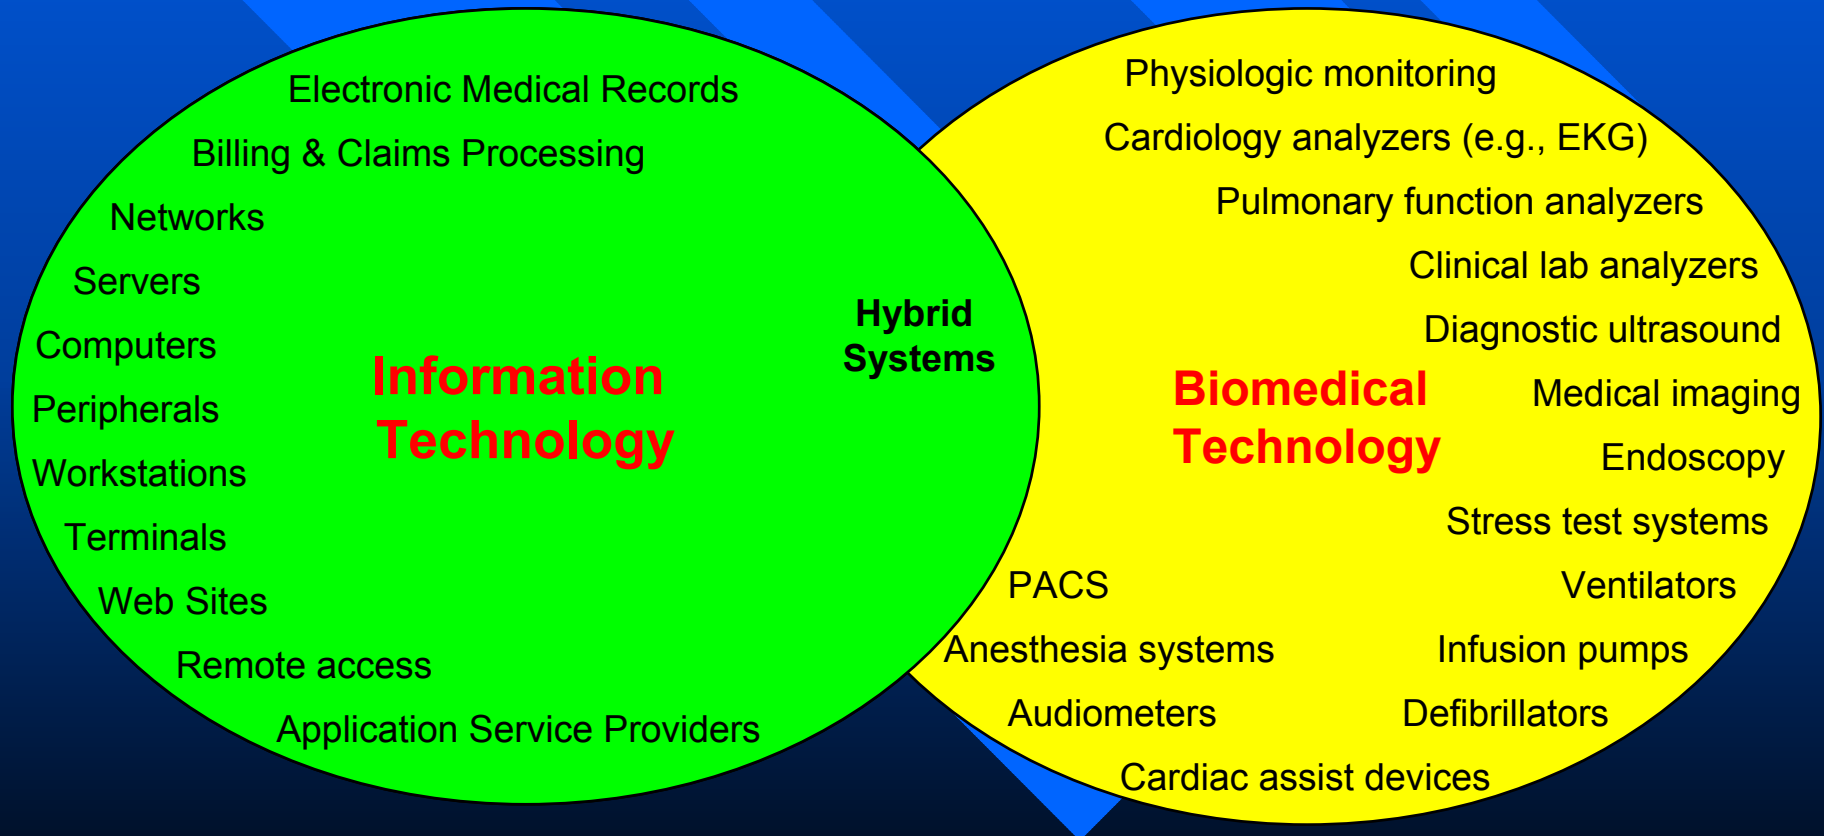 Electronic Medical Records
Billing & Claims Processing
Networks
Servers
Computers
Peripherals
Workstations
Terminals
Web Sites
Remote access
Application Service Providers
Information
Technology
Hybrid
Systems
Biomedical
Technology
Physiologic monitoring
Cardiology analyzers (e.g., EKG)
Pulmonary function analyzers
Clinical lab analyzers
Diagnostic ultrasound
Medical imaging
Endoscopy
Stress test systems
Ventilators
Infusion pumps
Defibrillators
PACS
Anesthesia systems
Audiometers
Cardiac assist devices